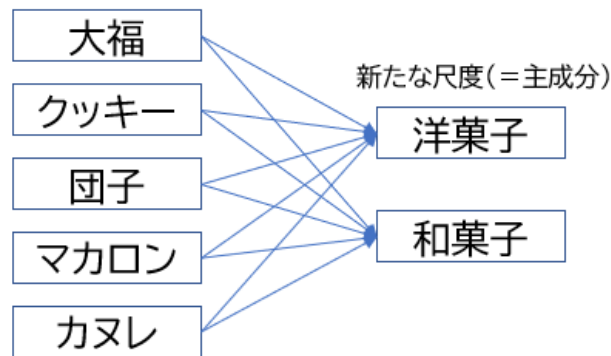 大福
クッキー
団子
マカロン
カヌレ
新たな尺度(=主成分)
洋菓子
和菓子